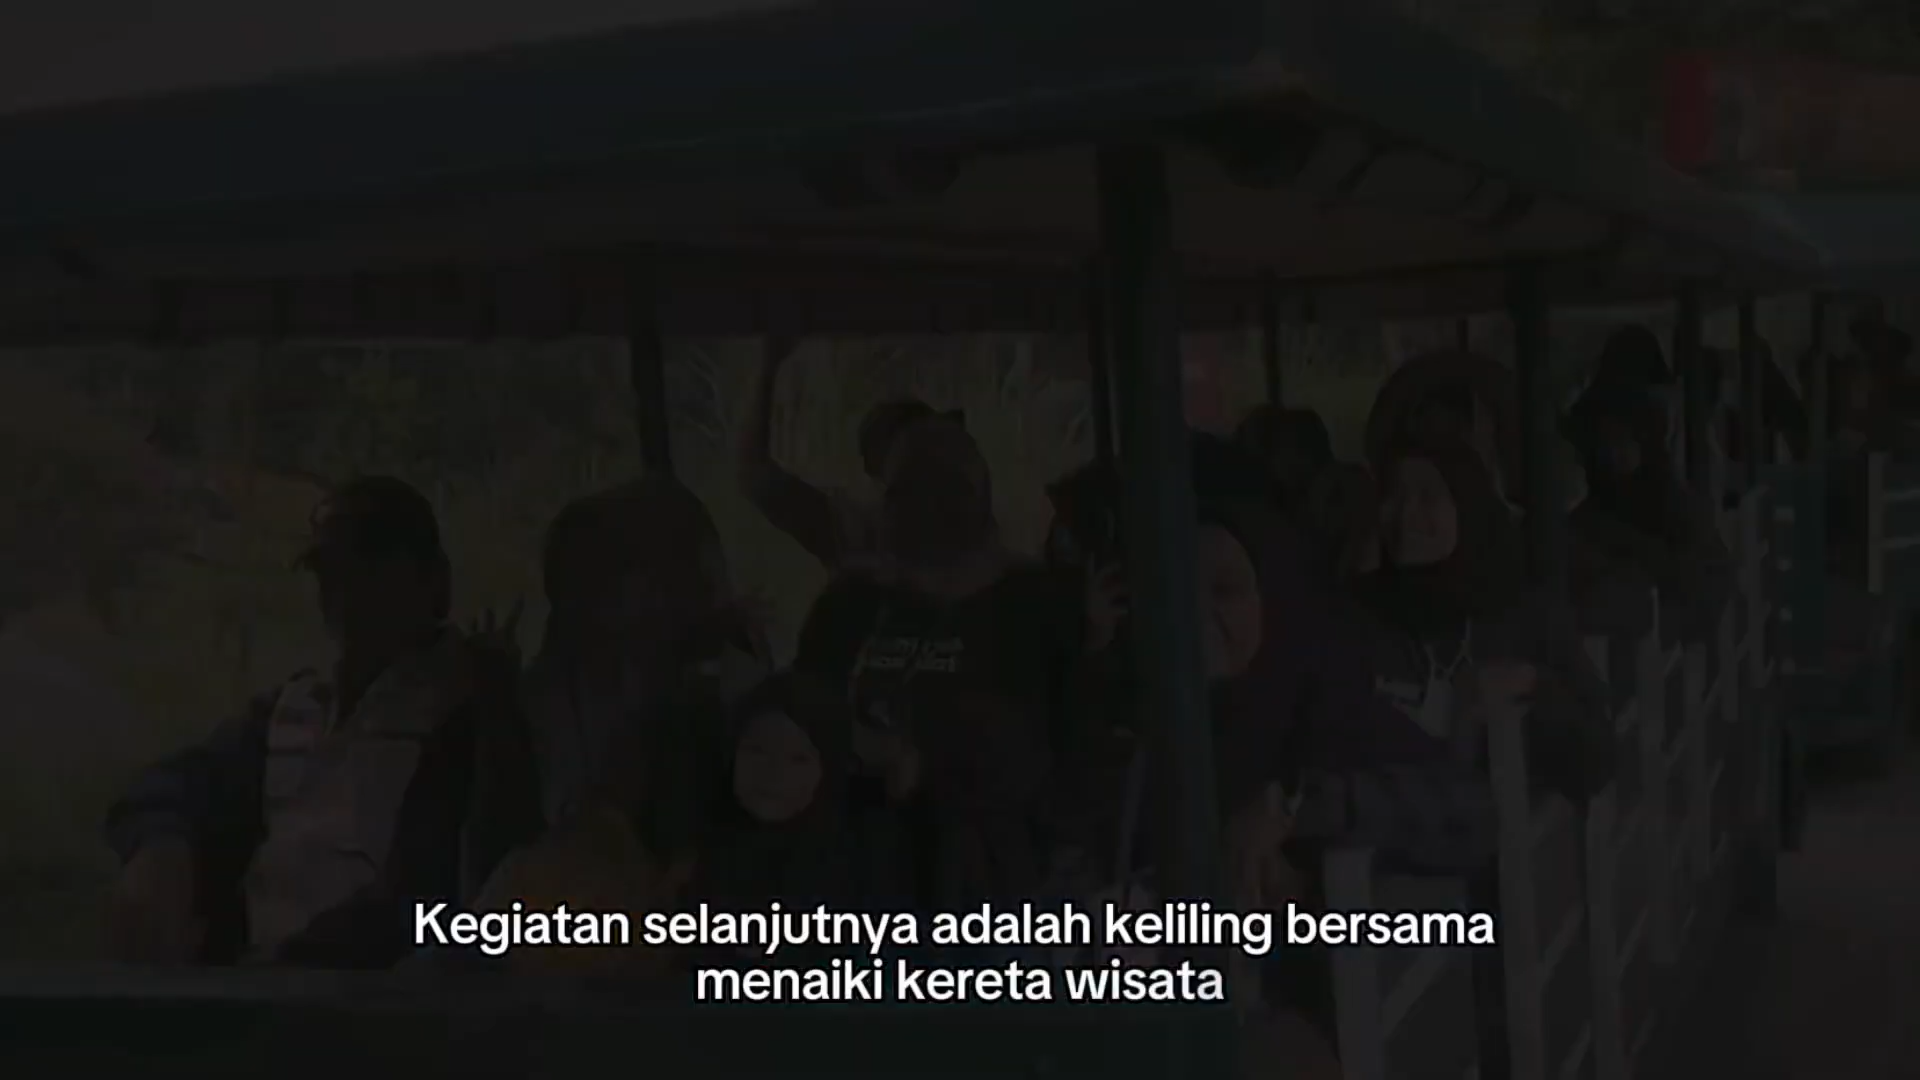 Kegiatan selanjutnya adalah keliling bersama
menaiki kereta wisata